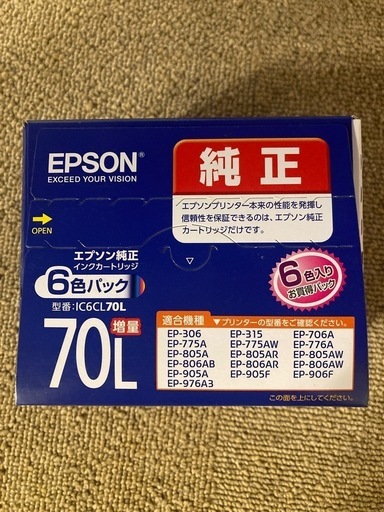 EPSON®
EXCEED YOUR VISION
純正
エプソンプリンター本来の性能を発揮し
信頼性を保証できるのは、エプソン純正
カートリッジだけです。
OPEN
エプソン純正
インクカートリッジ
6色パック
型番:IC6CL70L
70L 増量
6色入り
お買得パック
適合機種 ▼プリンターの型番をご確認ください。
EP-306 EP-315 EP-706A
EP-775A EP-775AW EP-776A
EP-805A EP-805AR EP-805AW
EP-806AB EP-806AR EP-806AW
EP-905A EP-905F EP-906F
EP-976A3
この面を上にしてください。